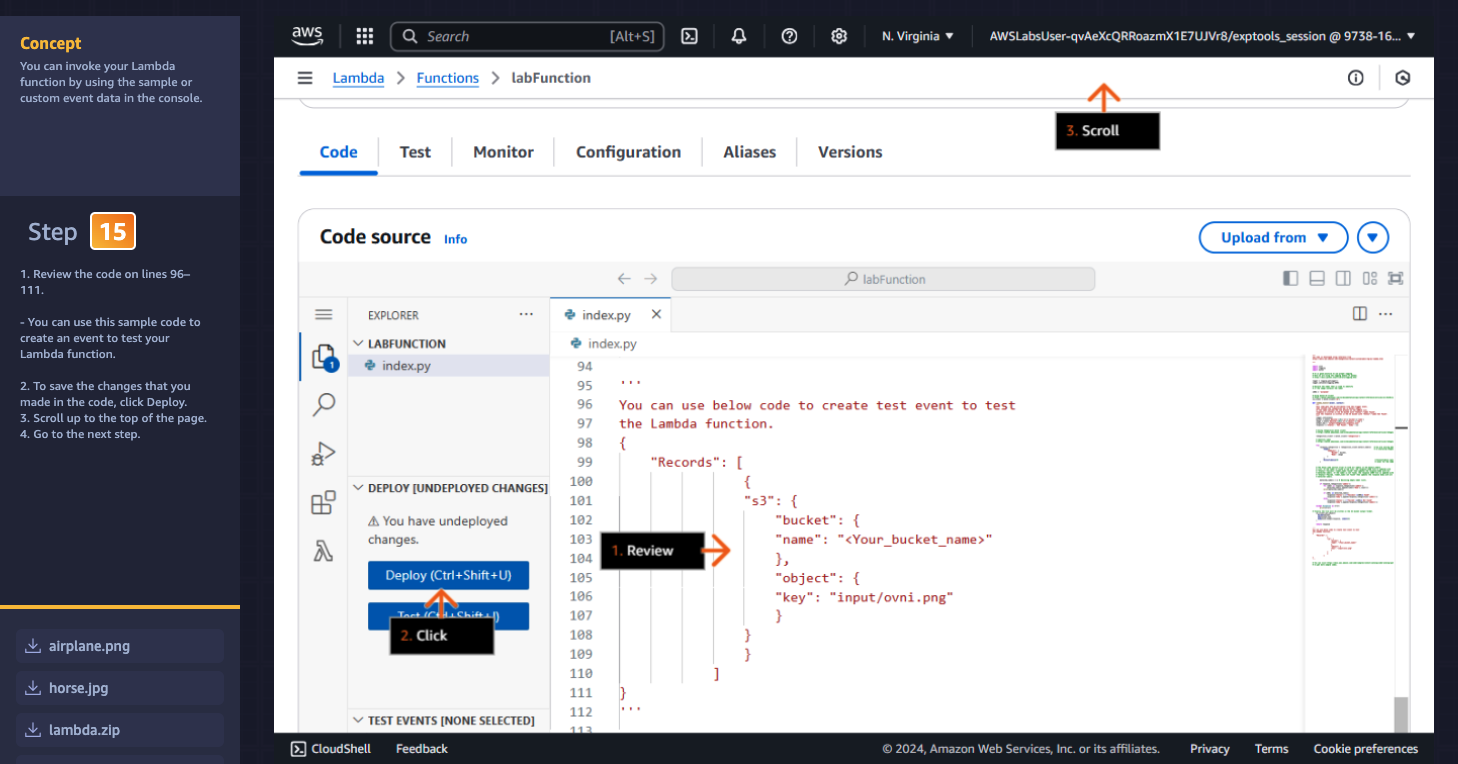 Concept
You can invoke your Lambda
function by using the sample or
custom event data in the console.
Step 15
1. Review the code on lines 96–
111.
- You can use this sample code to
create an event to test your
Lambda function.
2. To save the changes that you
made in the code, click Deploy.
3. Scroll up to the top of the page.
4. Go to the next step.
airplane.png
horse.jpg
lambda.zip
aws
Search [Alt+S]
N. Virginia
AWSLabsUser-qvAeXcQRRoazmX1E7UJVr8/exptools_session @ 9738-16...
Lambda > Functions > labFunction
3. Scroll
Code Test Monitor Configuration Aliases Versions
Code source Info
Upload from
labFunction
EXPLORER
LABFUNCTION
index.py
1
DEPLOY [UNDEPLOYED CHANGES]
You have undeployed
changes.
Deploy (Ctrl+Shift+U)
Test (Ctrl+Shift+I)
2. Click
TEST EVENTS [NONE SELECTED]
index.py
index.py
94
95 '''
96 You can use below code to create test event to test
97 the Lambda function.
98 {
99 "Records": [
100 {
101 "s3": {
102 "bucket": {
103 "name": "<Your_bucket_name>"
104 },
105 "object": {
106 "key": "input/ovni.png"
107 }
108 }
109 }
110 ]
111 }
112 '''
113
1. Review
CloudShell Feedback
© 2024, Amazon Web Services, Inc. or its affiliates. Privacy Terms Cookie preferences